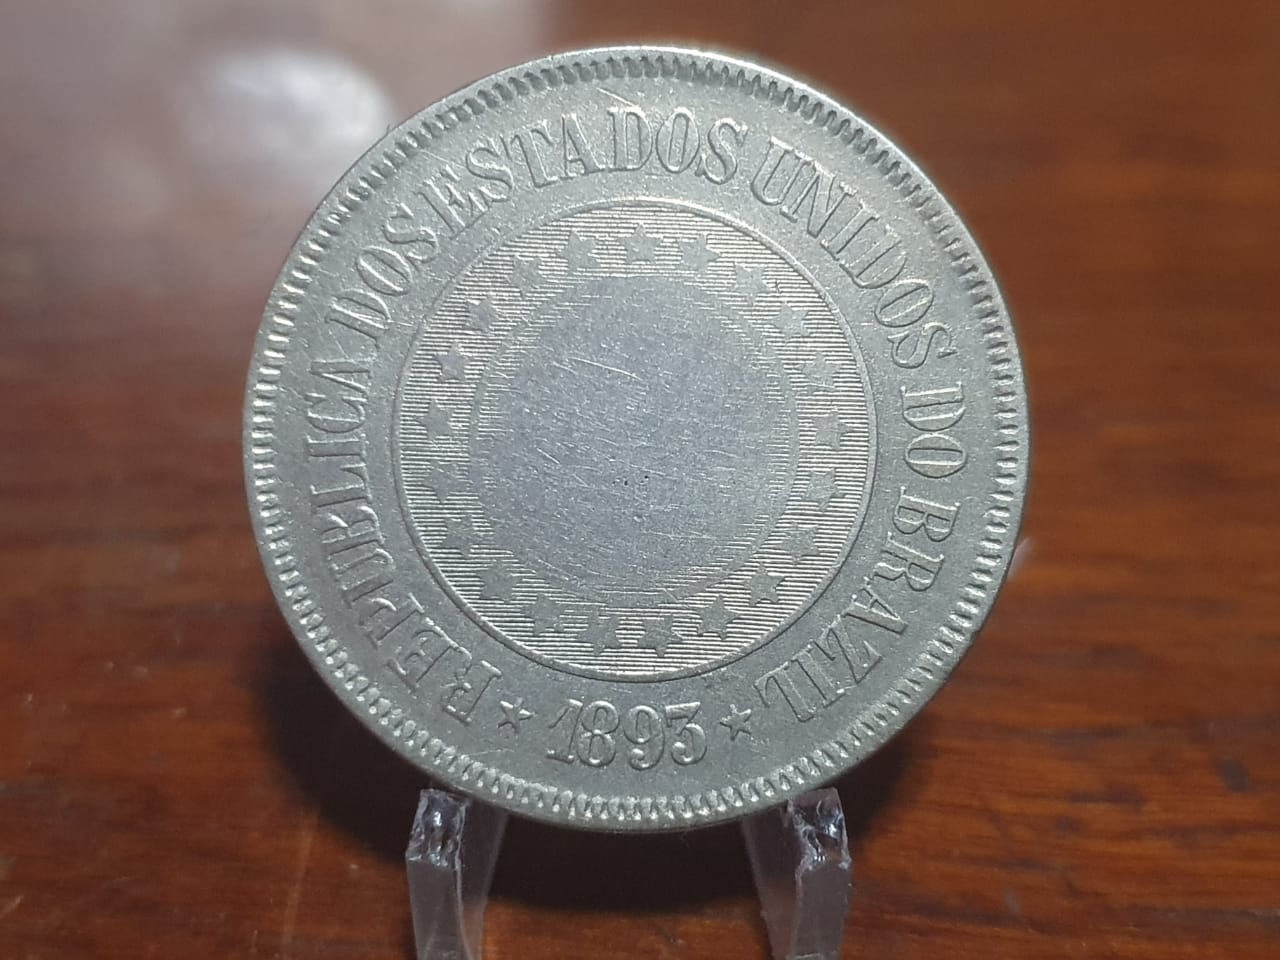 REPUBLICA DOS ESTADOS UNIDOS DO BRAZIL
1893